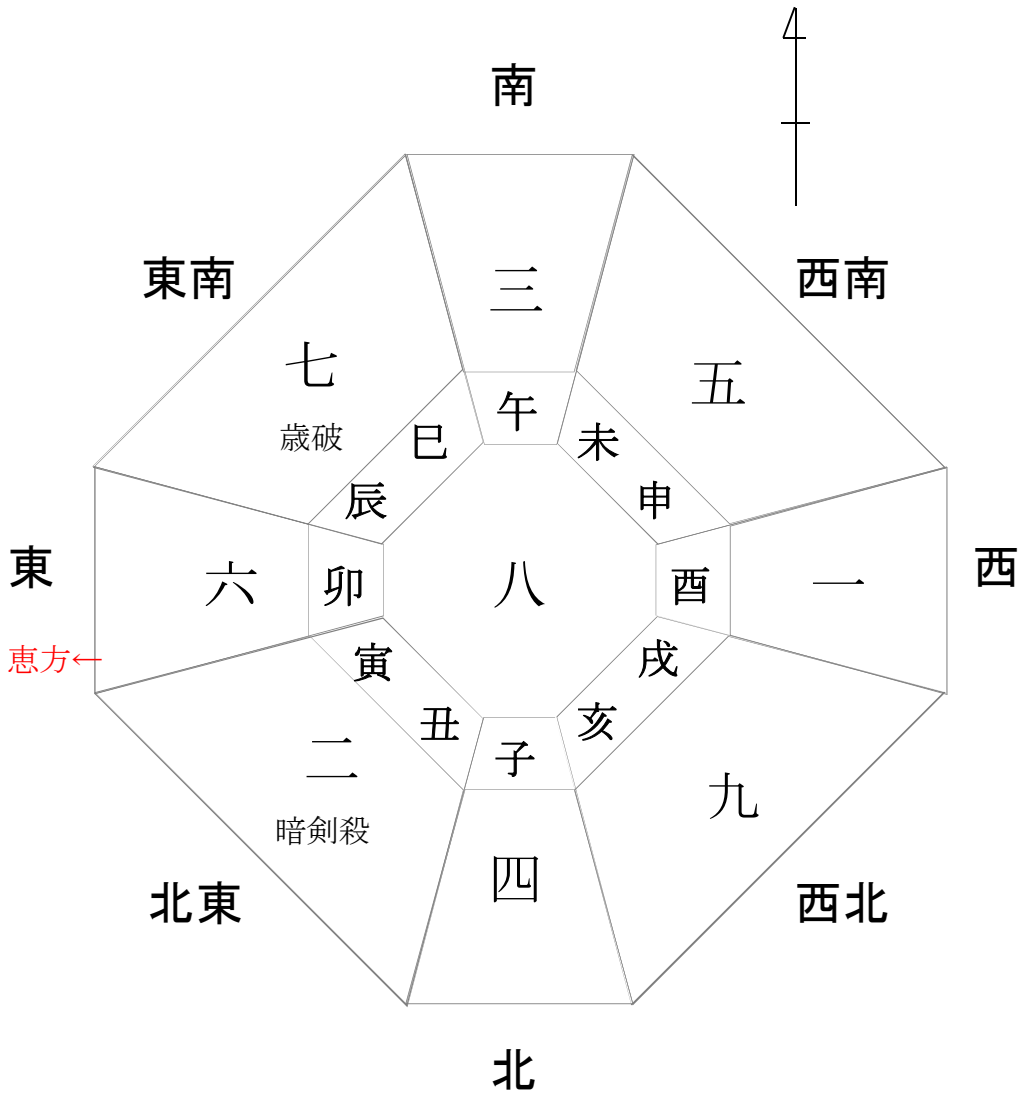 南
東南
西南
三
七
五
歳破
午
巳
未
辰
申
東
六
卯
八
酉
一
西
恵方←
寅
戌
丑
亥
子
二
九
暗剣殺
四
北東
西北
北